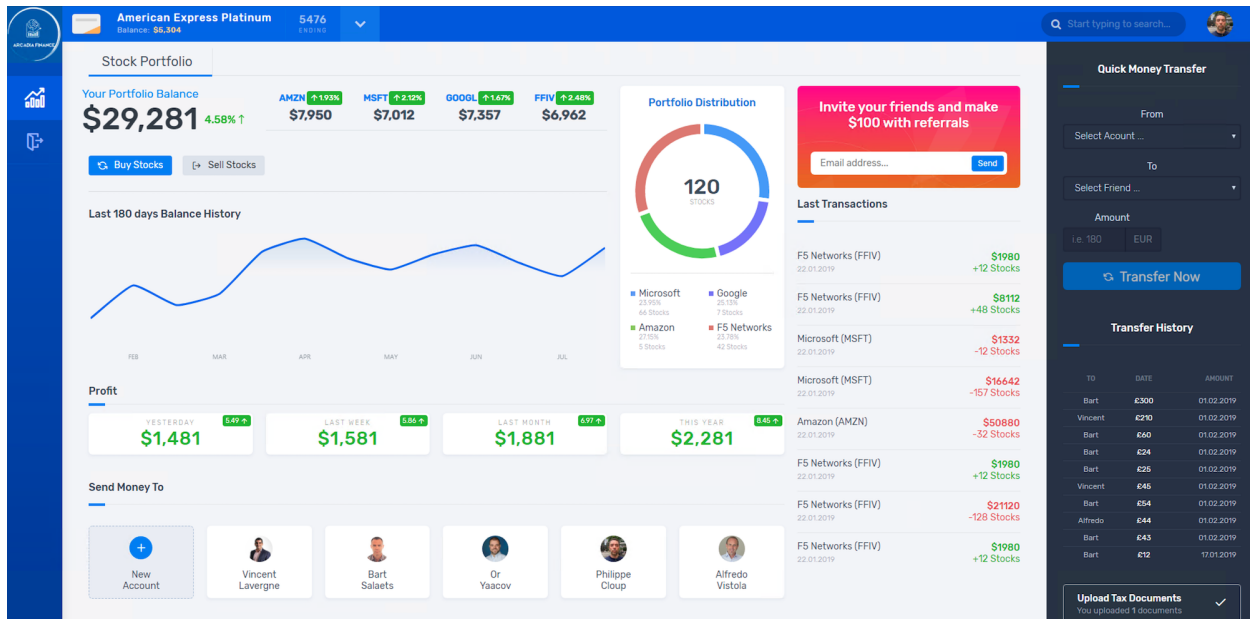 ARCADIA FINANCE
American Express Platinum
Balance: $5,304
5476
ENDING
Start typing to search...
Stock Portfolio
Your Portfolio Balance
$29,281 4.58% ↑
AMZN ↑ 1.93%
$7,950
MSFT ↑ 2.12%
$7,012
GOOGL ↑ 1.67%
$7,357
FFIV ↑ 2.48%
$6,962
Buy Stocks
Sell Stocks
Last 180 days Balance History
FEB MAR APR MAY JUN JUL
Portfolio Distribution
120
STOCKS
Microsoft
23.95%
66 Stocks
Google
25.13%
7 Stocks
Amazon
27.15%
5 Stocks
F5 Networks
23.78%
42 Stocks
Profit
YESTERDAY
5.49 ↑
$1,481
LAST WEEK
5.86 ↑
$1,581
LAST MONTH
6.97 ↑
$1,881
THIS YEAR
8.45 ↑
$2,281
Send Money To
New
Account
Vincent
Lavergne
Bart
Salaets
Or
Yaacov
Philippe
Cloup
Alfredo
Vistola
Invite your friends and make
$100 with referrals
Email address...
Send
Last Transactions
F5 Networks (FFIV) $1980
22.01.2019 +12 Stocks
F5 Networks (FFIV) $8112
22.01.2019 +48 Stocks
Microsoft (MSFT) $1332
22.01.2019 -12 Stocks
Microsoft (MSFT) $16642
22.01.2019 -157 Stocks
Amazon (AMZN) $50880
22.01.2019 -32 Stocks
F5 Networks (FFIV) $1980
22.01.2019 +12 Stocks
F5 Networks (FFIV) $21120
22.01.2019 -128 Stocks
F5 Networks (FFIV) $1980
22.01.2019 +12 Stocks
Quick Money Transfer
From
Select Acount ...
To
Select Friend ...
Amount
i.e. 180 EUR
Transfer Now
Transfer History
TO DATE AMOUNT
Bart £300 01.02.2019
Vincent £210 01.02.2019
Bart £60 01.02.2019
Bart £24 01.02.2019
Bart £25 01.02.2019
Vincent £45 01.02.2019
Bart £54 01.02.2019
Alfredo £44 01.02.2019
Bart £43 01.02.2019
Bart £12 17.01.2019
Upload Tax Documents
You uploaded 1 documents